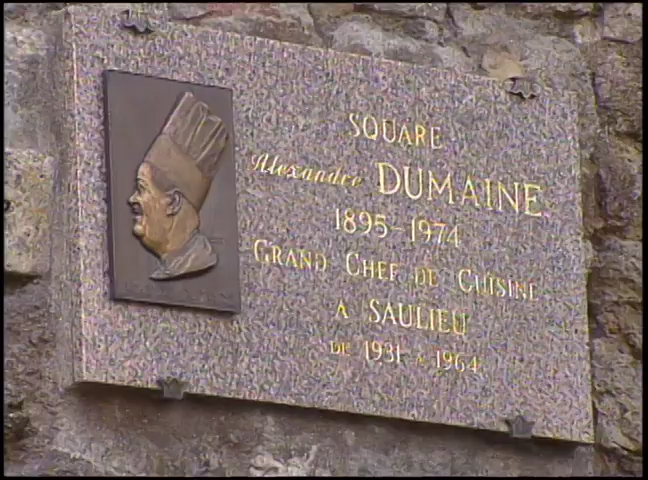 SQUARE
Alexandre DUMAINE
1895-1974
GRAND CHEF DE CUISINE
A SAULIEU
DE 1931 A 1964